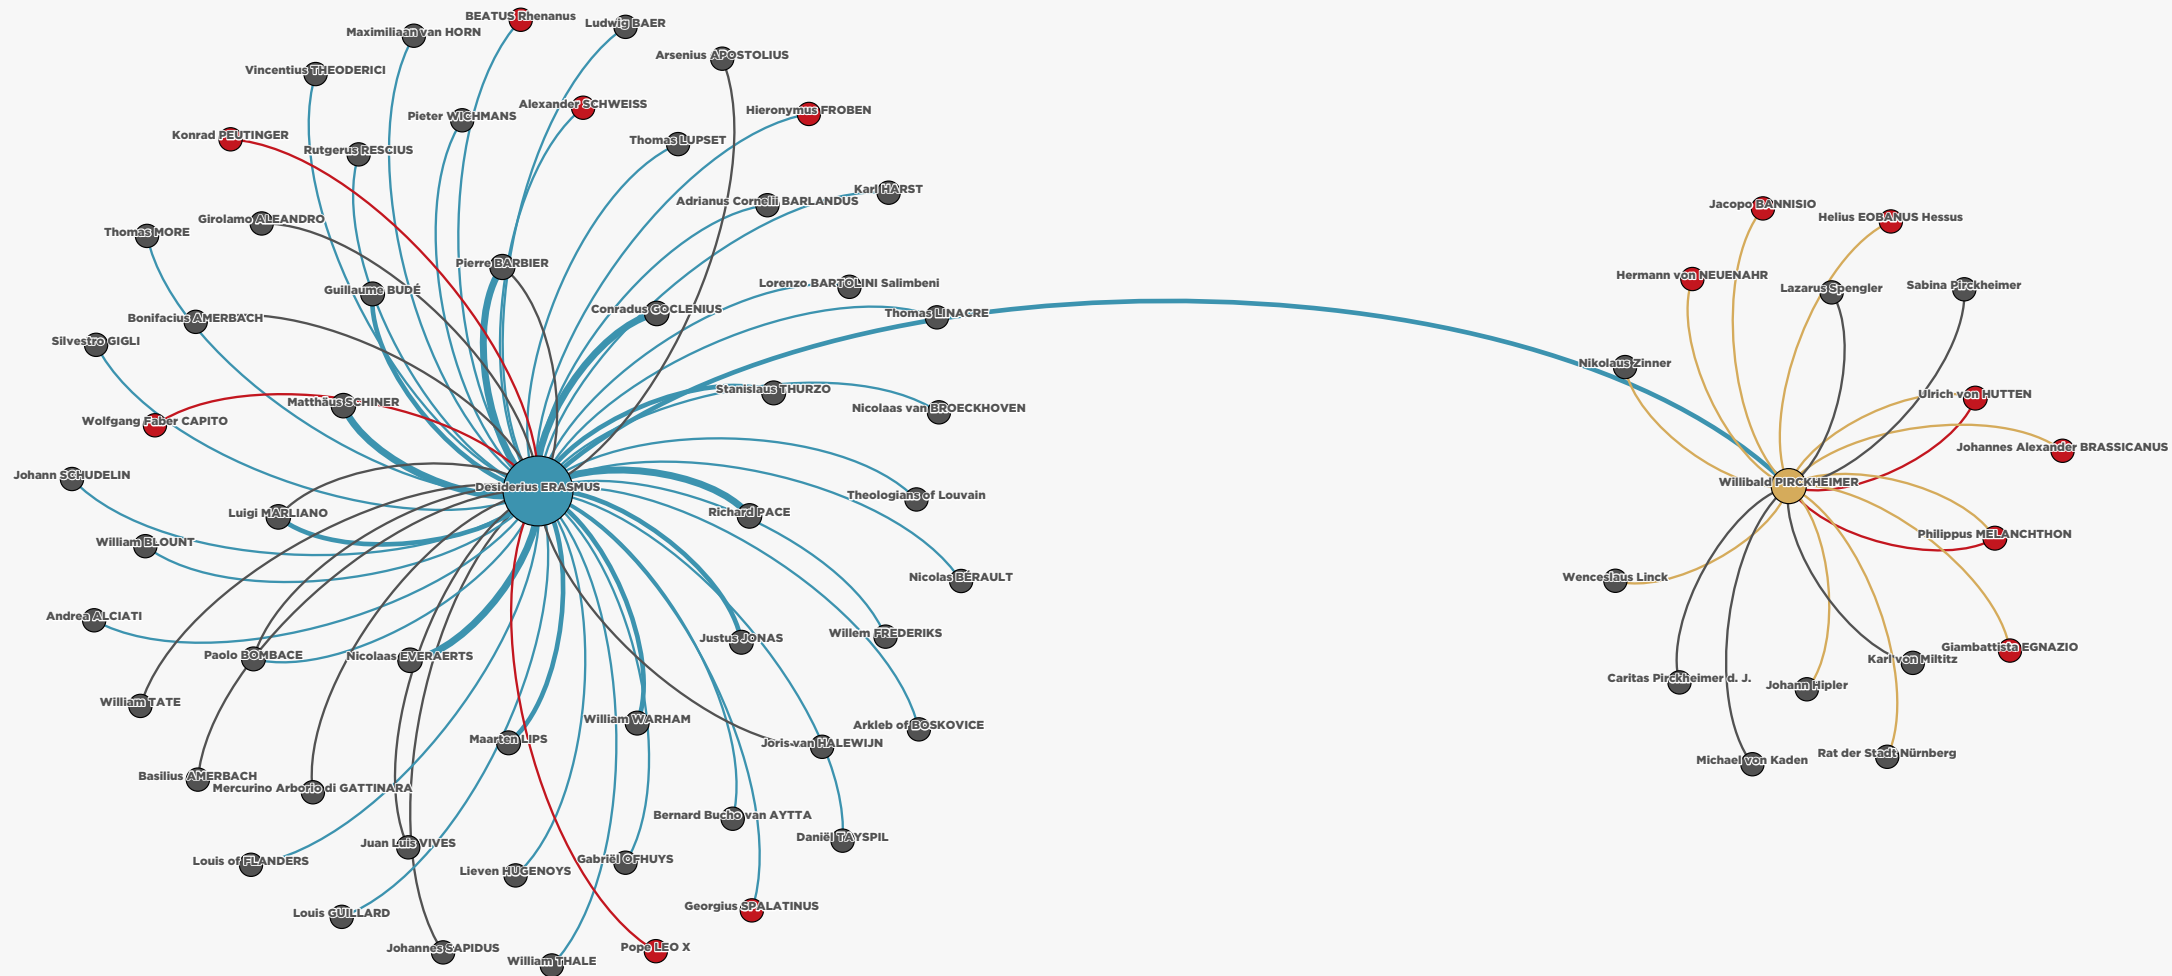 BEATUS Rhenanus
Ludwig BAER
Maximiliaan van HORN
Arsenius APOSTOLIUS
Vincentius THEODERICI
Alexander SCHWEISS
Hieronymus FROBEN
Pieter WICHMANS
Konrad PEUTINGER
Thomas LUPSET
Rutgerus RESCIUS
Karl HARST
Adrianus Cornelii BARLANDUS
Girolamo ALEANDRO
Thomas MORE
Pierre BARBIER
Lorenzo BARTOLINI Salimbeni
Guillaume BUDÉ
Conradus GOCLENIUS
Thomas LINACRE
Bonifacius AMERBACH
Silvestro GIGLI
Stanislaus THURZO
Matthäus SCHINER
Nicolaas van BROECKHOVEN
Wolfgang Faber CAPITO
Johann SCHUDELIN
Desiderius ERASMUS
Theologians of Louvain
Luigi MARLIANO
Richard PACE
William BLOUNT
Nicolas BÉRAULT
Andrea ALCIATI
Willem FREDERIKS
Justus JONAS
Paolo BOMBACE
Nicolaas EVERAERTS
William TATE
William WARHAM
Arkleb of BOSKOVICE
Maarten LIPS
Joris van HALEWIJN
Basilius AMERBACH
Mercurino Arborio di GATTINARA
Bernard Bucho van AYTTA
Daniël TAYSPIL
Juan Luis VIVES
Louis of FLANDERS
Gabriël OFHUYS
Lieven HUGENOYS
Georgius SPALATINUS
Louis GUILLARD
Johannes SAPIDUS
Pope LEO X
William THALE
Jacopo BANNISIO
Helius EOBANUS Hessus
Hermann von NEUENAHR
Lazarus Spengler
Sabina Pirckheimer
Nikolaus Zinner
Ulrich von HUTTEN
Johannes Alexander BRASSICANUS
Willibald PIRCKHEIMER
Philippus MELANCHTHON
Wenceslaus Linck
Giambattista EGNAZIO
Karl von Miltitz
Caritas Pirckheimer d. J.
Johann Hipler
Rat der Stadt Nürnberg
Michael von Kaden